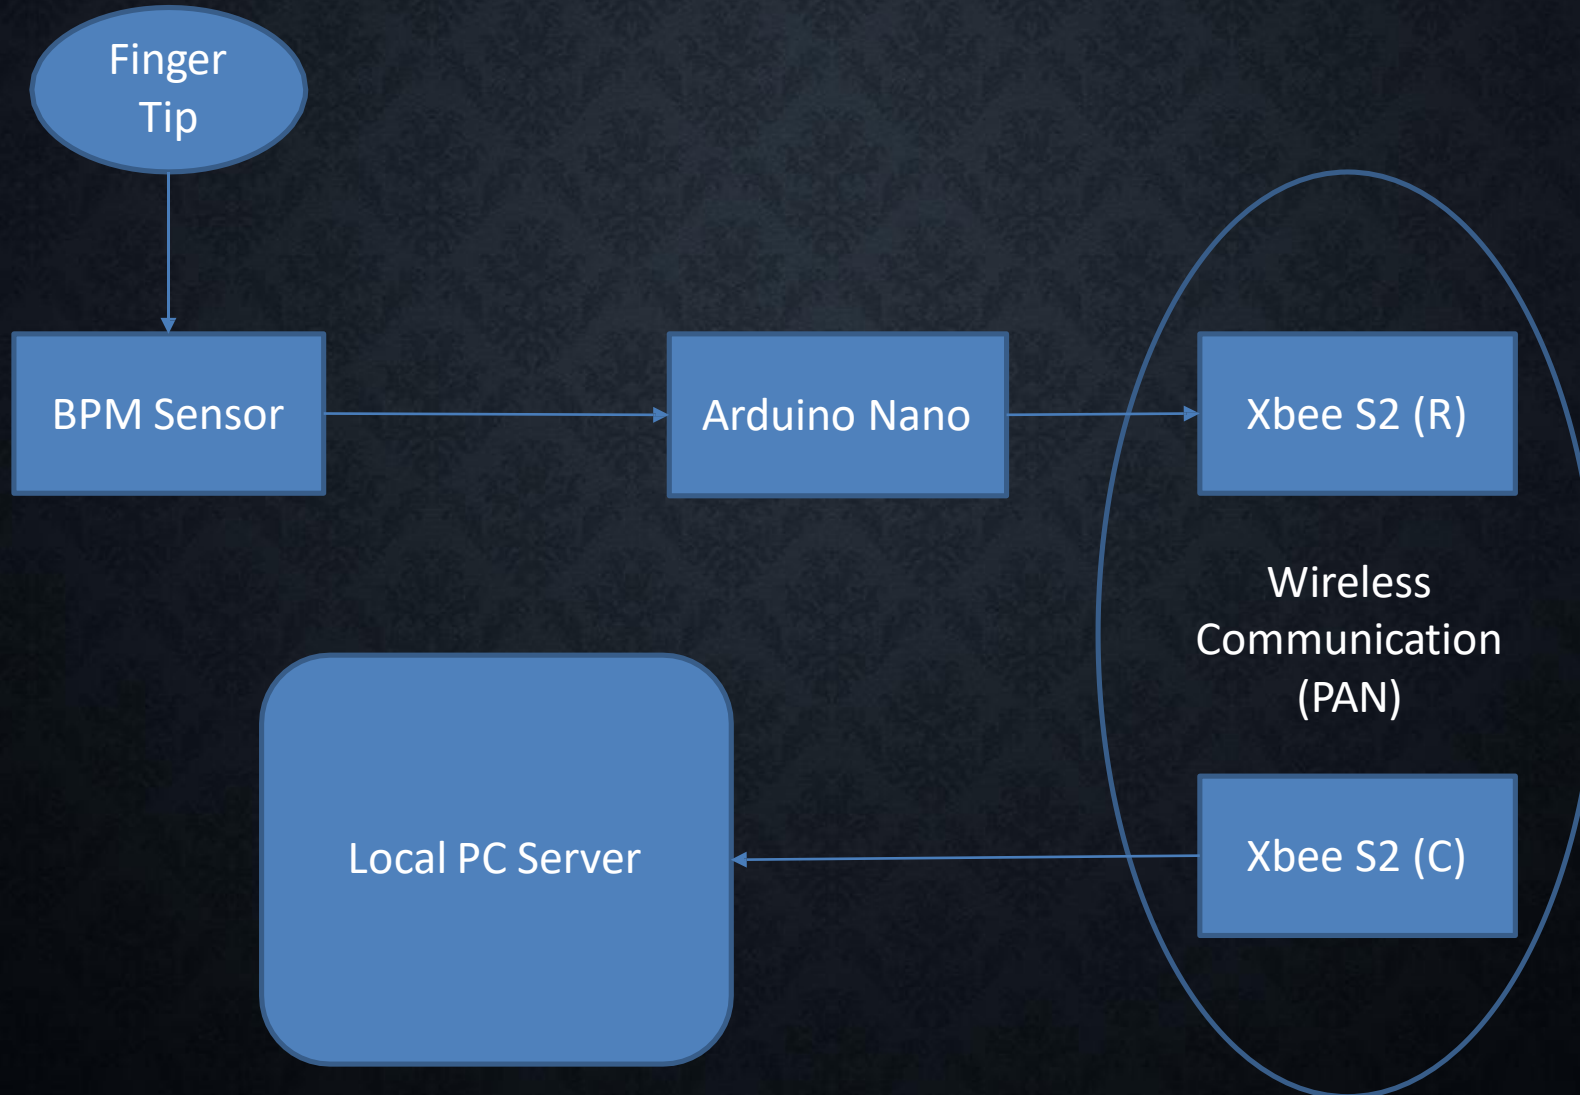 Finger
Tip
BPM Sensor
Arduino Nano
Xbee S2 (R)
Wireless
Communication
(PAN)
Local PC Server
Xbee S2 (C)